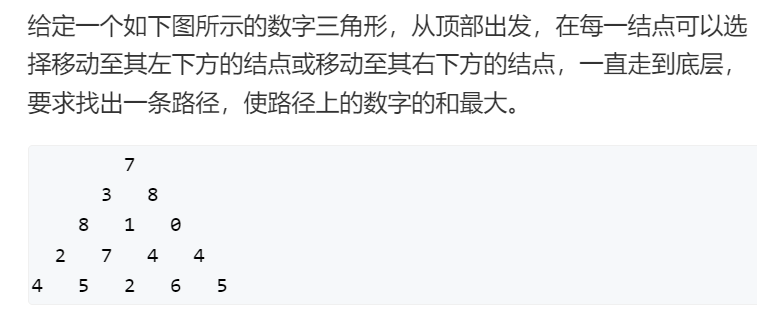 给定一个如下图所示的数字三角形，从顶部出发，在每一结点可以选
择移动至其左下方的结点或移动至其右下方的结点，一直走到底层，
要求找出一条路径，使路径上的数字的和最大。
7
3 8
8 1 0
2 7 4 4
4 5 2 6 5